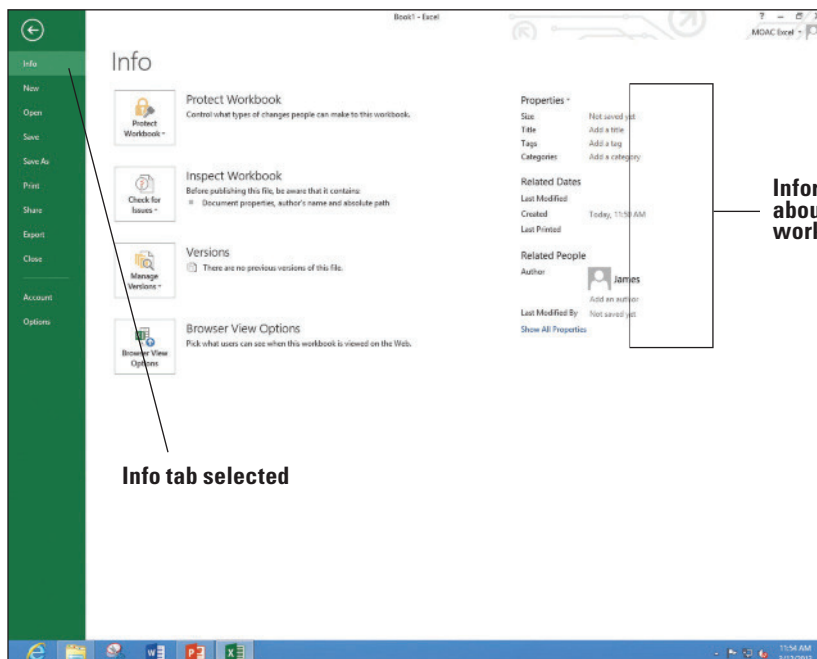 Book1 - Excel
? – 
MOAC Excel
Info
New
Open
Save
Save As
Print
Share
Export
Close
Account
Options
Info
Protect Workbook
Protect Workbook
Control what types of changes people can make to this workbook.
Check for Issues
Inspect Workbook
Before publishing this file, be aware that it contains:
Document properties, author's name and absolute path
Manage Versions
Versions
There are no previous versions of this file.
Browser View Options
Browser View Options
Pick what users can see when this workbook is viewed on the Web.
Properties
Size Not saved yet
Title Add a title
Tags Add a tag
Categories Add a category
Related Dates
Last Modified
Created Today, 11:50 AM
Last Printed
Related People
Author James
Add an author
Last Modified By Not saved yet
Show All Properties
Infor
abou
work
Info tab selected
11:54 AM